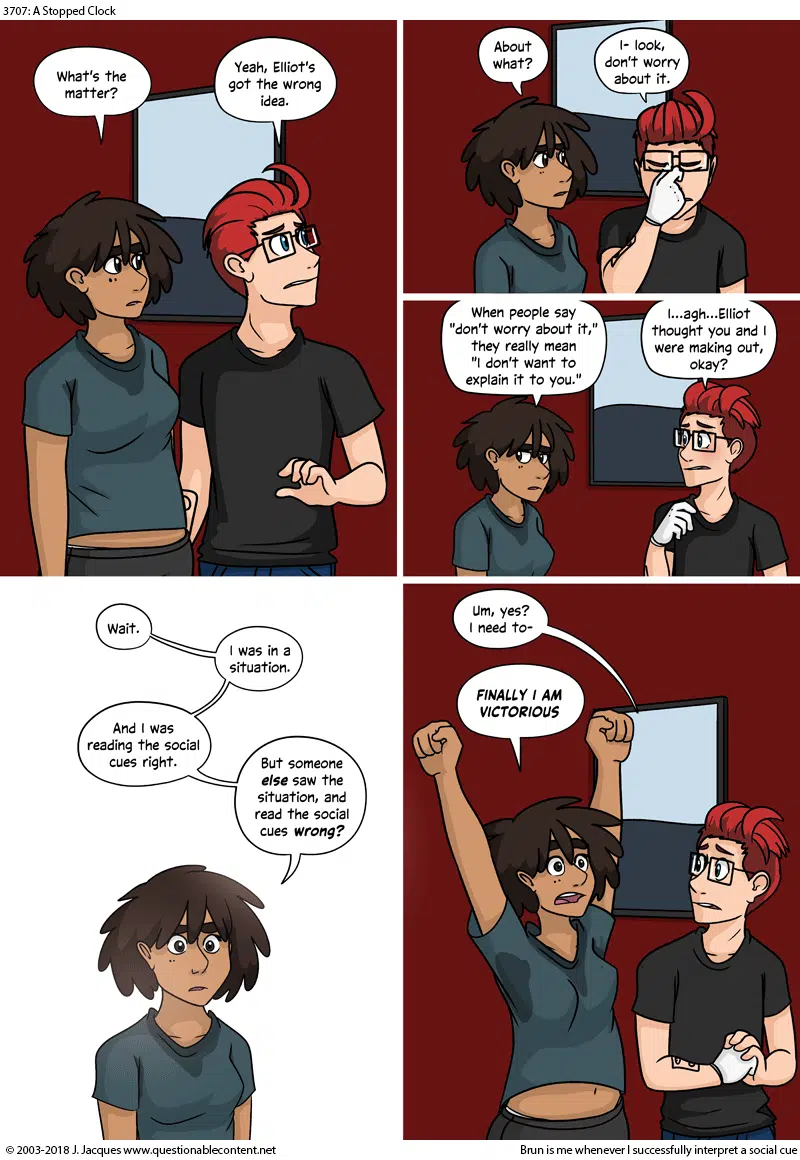 3707: A Stopped Clock
What's the
matter?
Yeah, Elliot's
got the wrong
idea.
About
what?
I- look,
don't worry
about it.
When people say
"don't worry about it,"
they really mean
"I don't want to
explain it to you."
I...agh...Elliot
thought you and I
were making out,
okay?
Wait.
I was in a
situation.
And I was
reading the social
cues right.
But someone
else saw the
situation, and
read the social
cues wrong?
Um, yes?
I need to-
FINALLY I AM
VICTORIOUS
© 2003-2018 J. Jacques www.questionablecontent.net
Brun is me whenever I successfully interpret a social cue